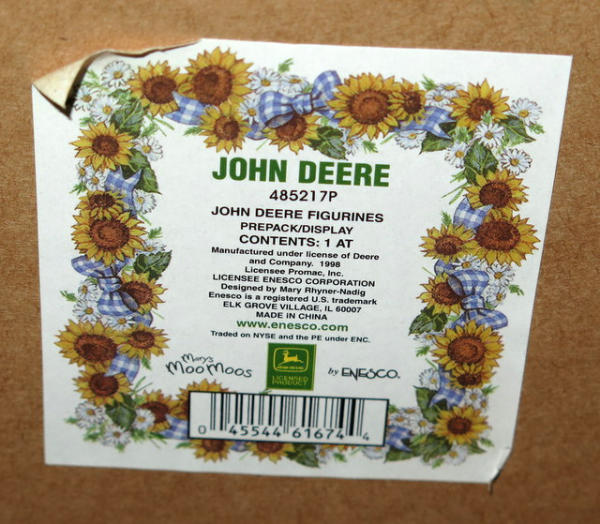 JOHN DEERE
485217P
JOHN DEERE FIGURINES
PREPACK/DISPLAY
CONTENTS: 1 AT
Manufactured under license of Deere
and Company. 1998
Licensee Promac, Inc.
LICENSEE ENESCO CORPORATION
Designed by Mary Rhyner-Nadig
Enesco is a registered U.S. trademark
ELK GROVE VILLAGE, IL 60007
MADE IN CHINA
www.enesco.com
Traded on NYSE and the PE under ENC.
Mary's
MooMoos
JOHN DEERE
LICENSED
PRODUCT
by ENESCO.
0 45544 61674 4